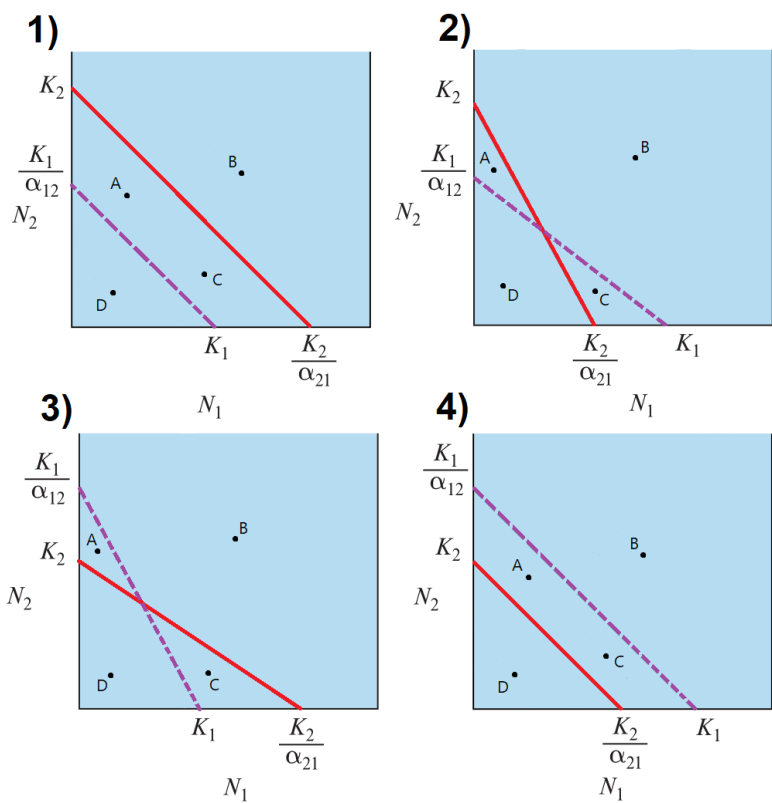 1)
K₂
K₁
α₁₂
N₂
A
B
C
D
K₁
K₂
α₂₁
N₁
2)
K₂
K₁
α₁₂
N₂
A
B
C
D
K₂
α₂₁
K₁
N₁
3)
K₁
α₁₂
K₂
N₂
A
B
C
D
K₁
K₂
α₂₁
N₁
4)
K₁
α₁₂
K₂
N₂
A
B
C
D
K₂
α₂₁
K₁
N₁